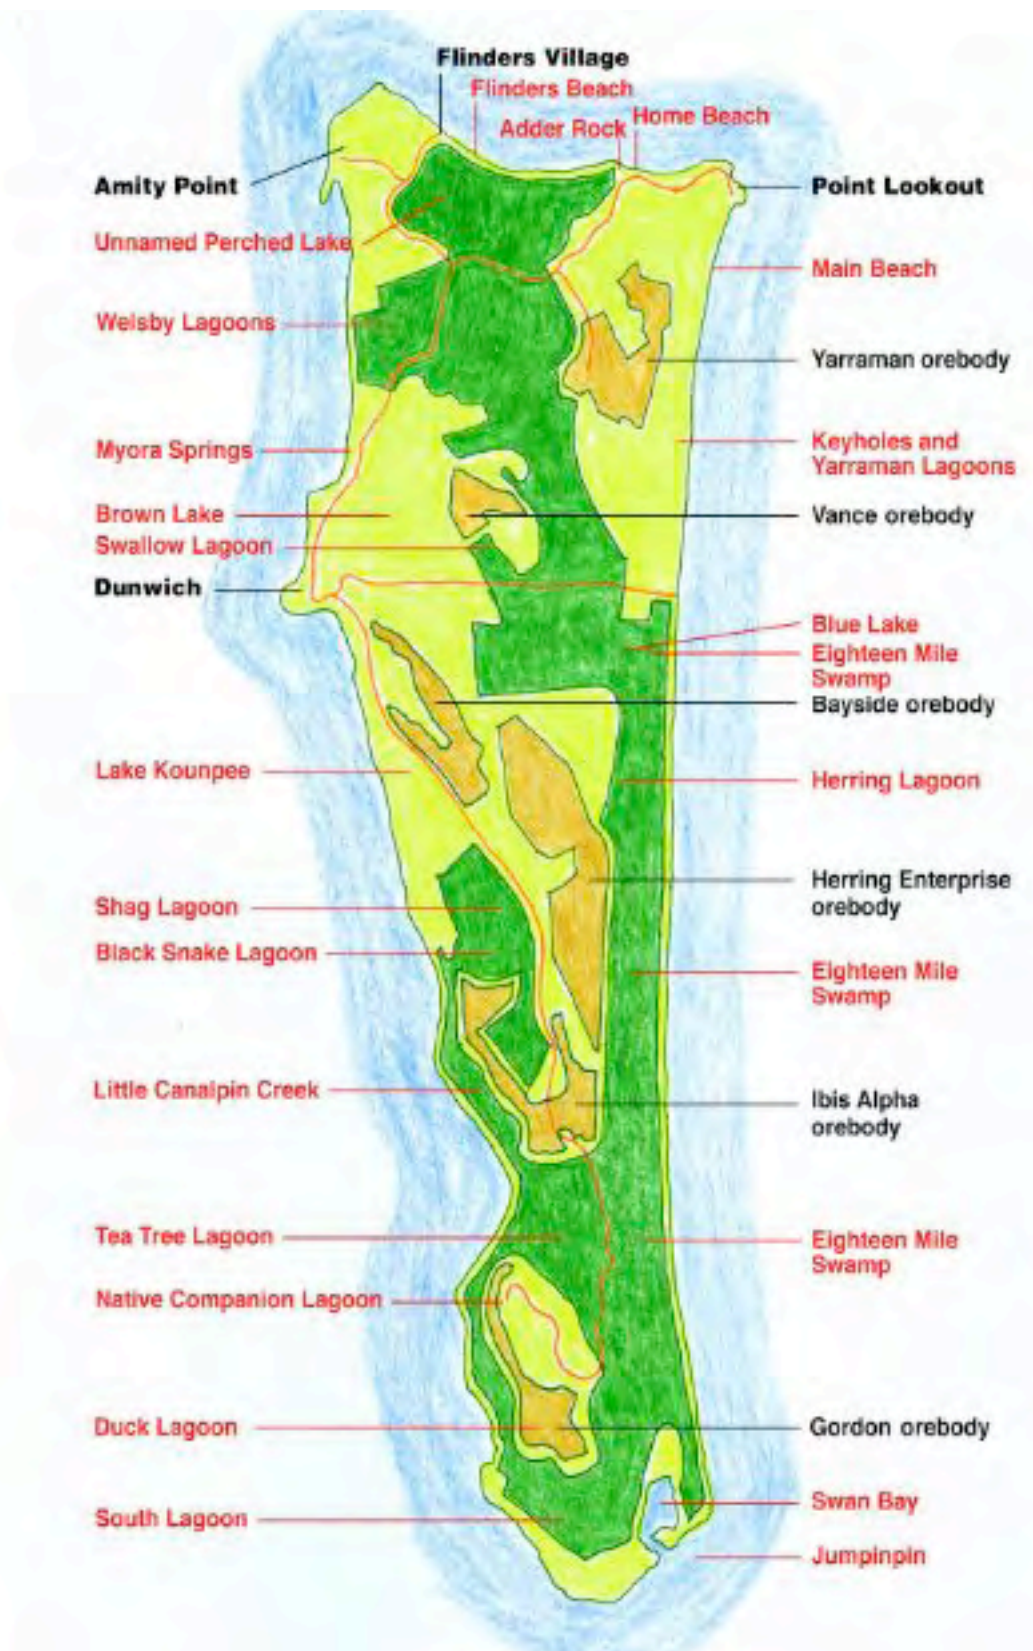 Flinders Village
Flinders Beach
Home Beach
Adder Rock
Amity Point
Point Lookout
Unnamed Perched Lake
Main Beach
Welsby Lagoons
Yarraman orebody
Myora Springs
Keyholes and
Yarraman Lagoons
Brown Lake
Vance orebody
Swallow Lagoon
Dunwich
Blue Lake
Eighteen Mile
Swamp
Bayside orebody
Lake Kounpee
Herring Lagoon
Herring Enterprise
orebody
Shag Lagoon
Black Snake Lagoon
Eighteen Mile
Swamp
Little Canalpin Creek
Ibis Alpha
orebody
Tea Tree Lagoon
Eighteen Mile
Swamp
Native Companion Lagoon
Duck Lagoon
Gordon orebody
Swan Bay
South Lagoon
Jumpinpin